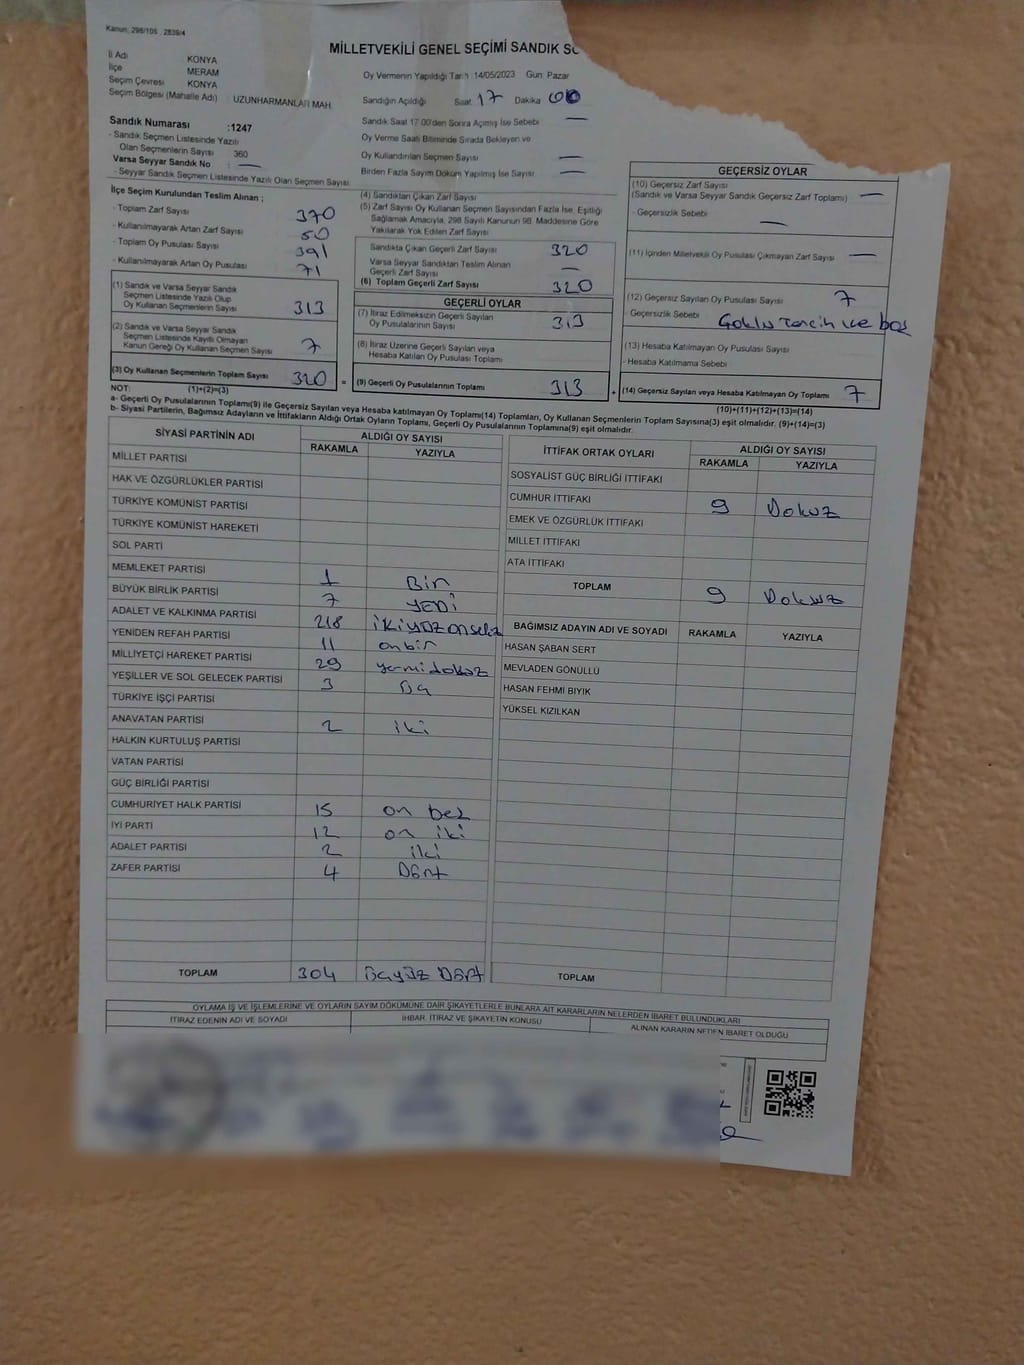 Kanun; 298/105 2839/4
MİLLETVEKİLİ GENEL SEÇİMİ SANDIK SO
İl Adı KONYA
İlçe MERAM
Seçim Çevresi KONYA
Seçim Bölgesi (Mahalle Adı) : UZUNHARMANLAR MAH.
Oy Vermenin Yapıldığı Tarih :14/05/2023 Gün: Pazar
Sandığın Açıldığı Saat 17 Dakika 00
Sandık Saat 17:00'den Sonra Açılmış İse Sebebi —
Oy Verme Saati Bitiminde Sırada Bekleyen ve
Oy Kullandırılan Seçmen Sayısı —
Birden Fazla Sayım Döküm Yapılmış İse Sayısı —
Sandık Numarası :1247
- Sandık Seçmen Listesinde Yazılı
Olan Seçmenlerin Sayısı 360
Varsa Seyyar Sandık No : —
- Seyyar Sandık Seçmen Listesinde Yazılı Olan Seçmen Sayısı
İlçe Seçim Kurulundan Teslim Alınan ;
- Toplam Zarf Sayısı 370
- Kullanılmayarak Artan Zarf Sayısı 50
- Toplam Oy Pusulası Sayısı 391
- Kullanılmayarak Artan Oy Pusulası 71
(1) Sandık ve Varsa Seyyar Sandık
Seçmen Listesinde Yazılı Olup
Oy Kullanan Seçmenlerin Sayısı 313
(2) Sandık ve Varsa Seyyar Sandık
Seçmen Listesinde Kayıtlı Olmayan
Kanun Gereği Oy Kullanan Seçmen Sayısı 7
(3) Oy Kullanan Seçmenlerin Toplam Sayısı 320 =
(1)+(2)=(3)
(4) Sandıktan Çıkan Zarf Sayısı
(5) Zarf Sayısı Oy Kullanan Seçmen Sayısından Fazla İse, Eşitliği
Sağlamak Amacıyla, 298 Sayılı Kanunun 98. Maddesine Göre
Yakılarak Yok Edilen Zarf Sayısı
Sandıkta Çıkan Geçerli Zarf Sayısı 320
Varsa Seyyar Sandıktan Teslim Alınan
Geçerli Zarf Sayısı —
(6) Toplam Geçerli Zarf Sayısı 320
GEÇERLİ OYLAR
(7) İtiraz Edilmeksizin Geçerli Sayılan
Oy Pusulalarının Sayısı 313
(8) İtiraz Üzerine Geçerli Sayılan veya
Hesaba Katılan Oy Pusulası Toplamı
(9) Geçerli Oy Pusulalarının Toplamı 313 +
GEÇERSİZ OYLAR
(10) Geçersiz Zarf Sayısı
(Sandık ve Varsa Seyyar Sandık Geçersiz Zarf Toplamı) —
- Geçersizlik Sebebi —
(11) İçinden Milletvekili Oy Pusulası Çıkmayan Zarf Sayısı —
(12) Geçersiz Sayılan Oy Pusulası Sayısı 7
- Geçersizlik Sebebi Çoklu Tercih ve boş
(13) Hesaba Katılmayan Oy Pusulası Sayısı
- Hesaba Katılmama Sebebi
(14) Geçersiz Sayılan veya Hesaba Katılmayan Oy Toplamı 7
(10)+(11)+(12)+(13)=(14)
NOT:
a- Geçerli Oy Pusulalarının Toplamı(9) ile Geçersiz Sayılan veya Hesaba katılmayan Oy Toplamı(14) Toplamları, Oy Kullanan Seçmenlerin Toplam Sayısına(3) eşit olmalıdır. (9)+(14)=(3)
b- Siyasi Partilerin, Bağımsız Adayların ve İttifakların Aldığı Ortak Oyların Toplamı, Geçerli Oy Pusulalarının Toplamına(9) eşit olmalıdır.
SİYASİ PARTİNİN ADI ALDIĞI OY SAYISI
RAKAMLA YAZIYLA
MİLLET PARTİSİ
HAK VE ÖZGÜRLÜKLER PARTİSİ
TÜRKİYE KOMÜNİST PARTİSİ
TÜRKİYE KOMÜNİST HAREKETİ
SOL PARTİ
MEMLEKET PARTİSİ 1 Bir
BÜYÜK BİRLİK PARTİSİ 7 YEDİ
ADALET VE KALKINMA PARTİSİ 218 ikiyüzonsekiz
YENİDEN REFAH PARTİSİ 11 onbir
MİLLİYETÇİ HAREKET PARTİSİ 29 yirmidokuz
YEŞİLLER VE SOL GELECEK PARTİSİ 3 Üç
TÜRKİYE İŞÇİ PARTİSİ
ANAVATAN PARTİSİ 2 iki
HALKIN KURTULUŞ PARTİSİ
VATAN PARTİSİ
GÜÇ BİRLİĞİ PARTİSİ
CUMHURİYET HALK PARTİSİ 15 on beş
İYİ PARTİ 12 on iki
ADALET PARTİSİ 2 iki
ZAFER PARTİSİ 4 Dört
TOPLAM 304 üçyüz Dört
İTTİFAK ORTAK OYLARI ALDIĞI OY SAYISI
RAKAMLA YAZIYLA
SOSYALİST GÜÇ BİRLİĞİ İTTİFAKI
CUMHUR İTTİFAKI 9 Dokuz
EMEK VE ÖZGÜRLÜK İTTİFAKI
MİLLET İTTİFAKI
ATA İTTİFAKI
TOPLAM 9 Dokuz
BAĞIMSIZ ADAYIN ADI VE SOYADI RAKAMLA YAZIYLA
HASAN ŞABAN SERT
MEVLADEN GÖNÜLLÜ
HASAN FEHMİ BIYIK
YÜKSEL KIZILKAN
TOPLAM
OYLAMA İŞ VE İŞLEMLERİNE VE OYLARIN SAYIM DÖKÜMÜNE DAİR ŞİKAYETLERLE BUNLARA AİT KARARLARIN NELERDEN İBARET BULUNDUKLARI
İTİRAZ EDENİN ADI VE SOYADI İHBAR, İTİRAZ VE ŞİKAYETİN KONUSU ALINAN KARARIN NEDEN İBARET OLDUĞU